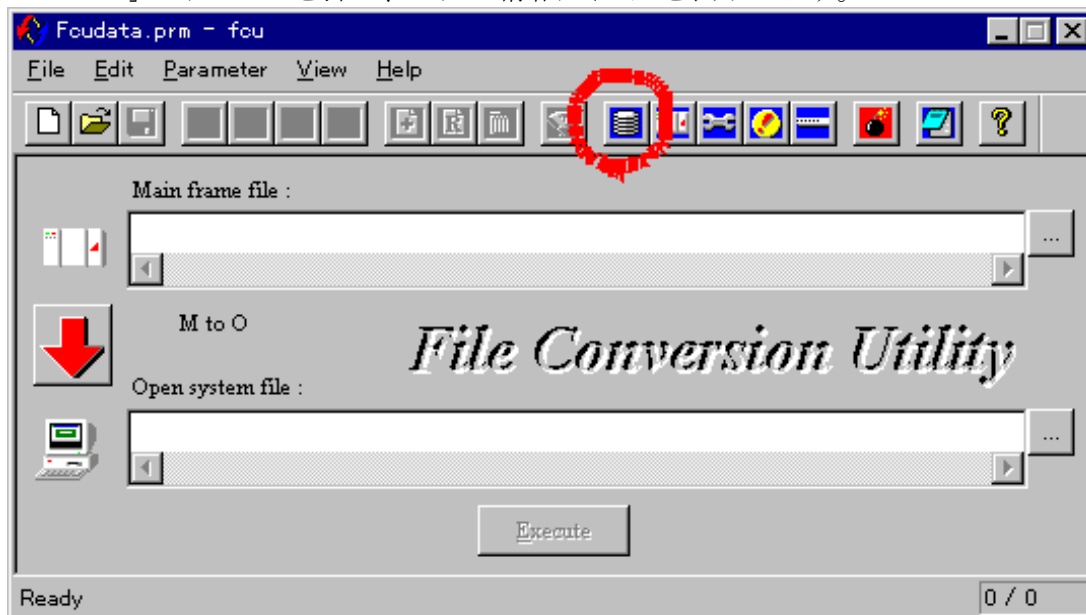 Fcudata.prm - fcu
File Edit Parameter View Help
Main frame file :
...
M to O
File Conversion Utility
Open system file :
...
Execute
Ready
0 / 0